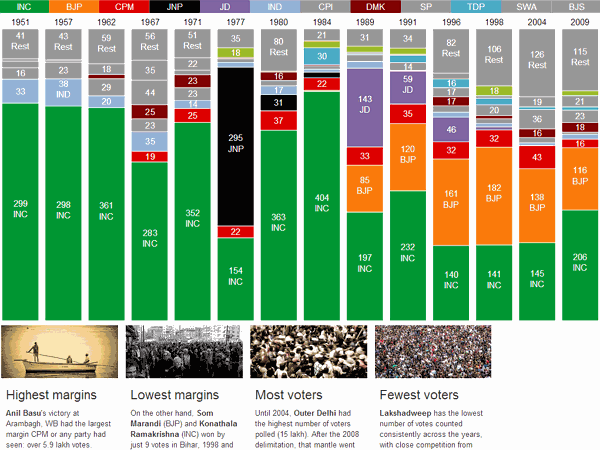 INC BJP CPM JNP JD IND CPI DMK SP TDP SWA BJS
1951 1957 1962 1967 1971 1977 1980 1984 1989 1991 1996 1998 2004 2009
41
Rest
16
33
299
INC
43
Rest
23
38
IND
298
INC
59
Rest
18
29
20
361
INC
56
Rest
35
44
25
23
35
19
283
INC
51
Rest
22
23
23
14
25
352
INC
35
18
295
JNP
22
154
INC
80
Rest
16
17
31
37
363
INC
21
30
22
404
INC
31
143
JD
33
85
BJP
197
INC
34
14
59
JD
35
120
BJP
232
INC
82
Rest
16
17
17
46
32
161
BJP
140
INC
106
Rest
18
20
32
182
BJP
141
INC
126
Rest
19
36
16
43
138
BJP
145
INC
115
Rest
21
23
18
16
116
BJP
206
INC
Highest margins
Anil Basu's victory at
Arambagh, WB had the
largest margin CPM or any party had
seen: over 5.9 lakh votes.
Lowest margins
On the other hand, Som
Marandi (BJP) and Konathala
Ramakrishna (INC) won by
just 9 votes in Bihar, 1998 and
Most voters
Until 2004, Outer Delhi had
the highest number of voters
polled (15 lakh). After the 2008
delimitation, that mantle went
Fewest voters
Lakshadweep has the lowest
number of votes counted
consistently across the years,
with close competition from